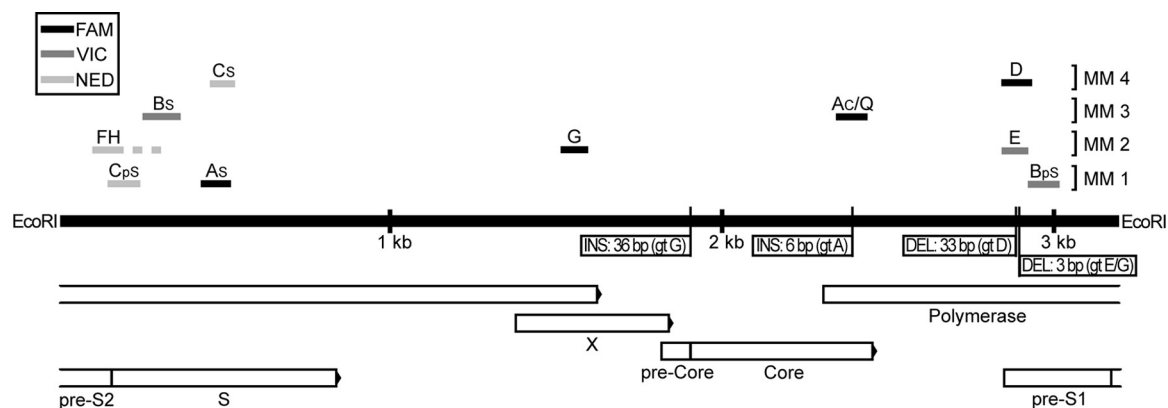 FAM
VIC
NED
Cs D ] MM 4
Bs Ac/Q ] MM 3
FH G E ] MM 2
CpS As BpS ] MM 1
EcoRI EcoRI
1 kb 2 kb 3 kb
INS: 36 bp (gt G) INS: 6 bp (gt A) DEL: 33 bp (gt D)
DEL: 3 bp (gt E/G)
Polymerase
X
pre-Core Core
pre-S2 S pre-S1